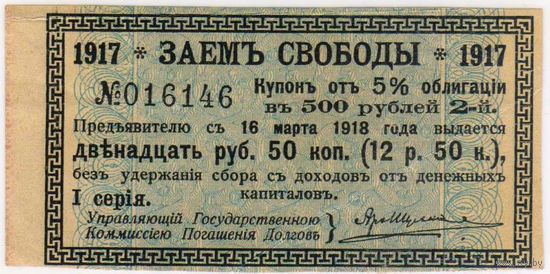 1917 * ЗАЕМЪ СВОБОДЫ * 1917
№016146 Купонъ отъ 5% облигаціи
въ 500 рублей 2-й.
Предъявителю съ 16 марта 1918 года выдается
двѣнадцать руб. 50 коп. (12 р. 50 к.),
безъ удержанія сбора съ доходовъ отъ денежныхъ
I серія. капиталовъ.
Управляющій Государственною
Коммиссіею Погашенія Долговъ